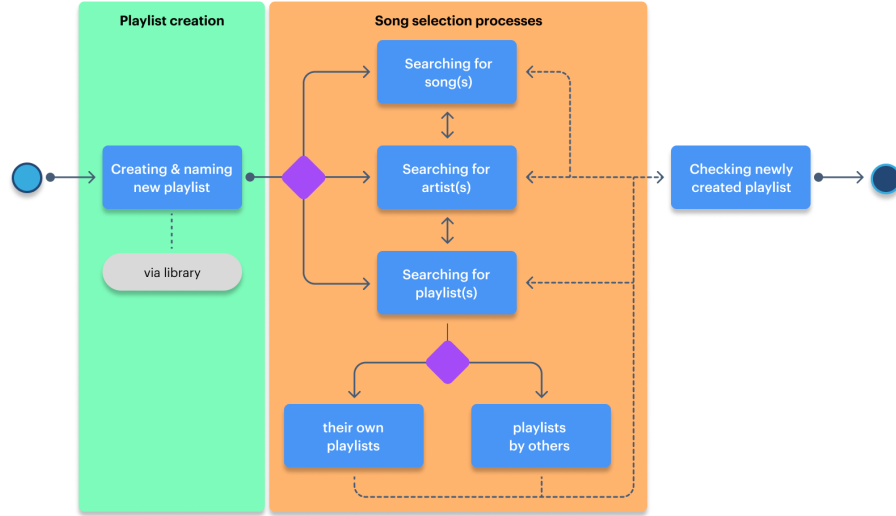 Playlist creation
Song selection processes
Searching for
song(s)
Creating & naming
new playlist
Searching for
artist(s)
Checking newly
created playlist
via library
Searching for
playlist(s)
their own
playlists
playlists
by others